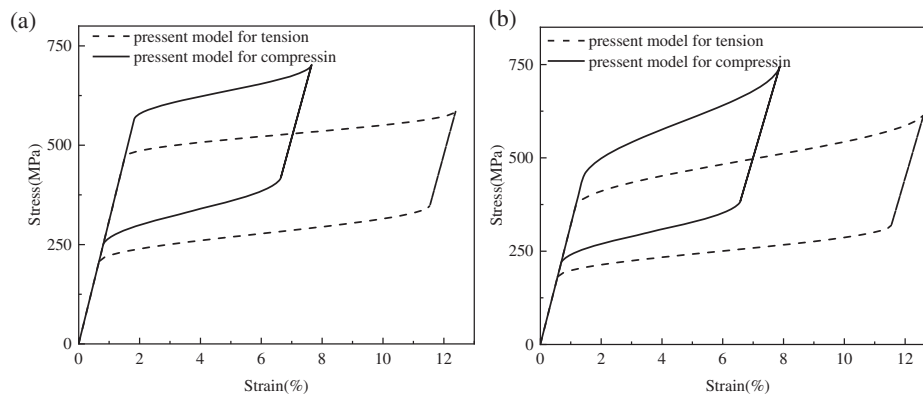 (a)
pressent model for tension
pressent model for compressin
750
500
250
0
Stress(MPa)
0 2 4 6 8 10 12
Strain(%)
(b)
pressent model for tension
pressent model for compressin
750
500
250
0
Stress(MPa)
0 2 4 6 8 10 12
Strain(%)